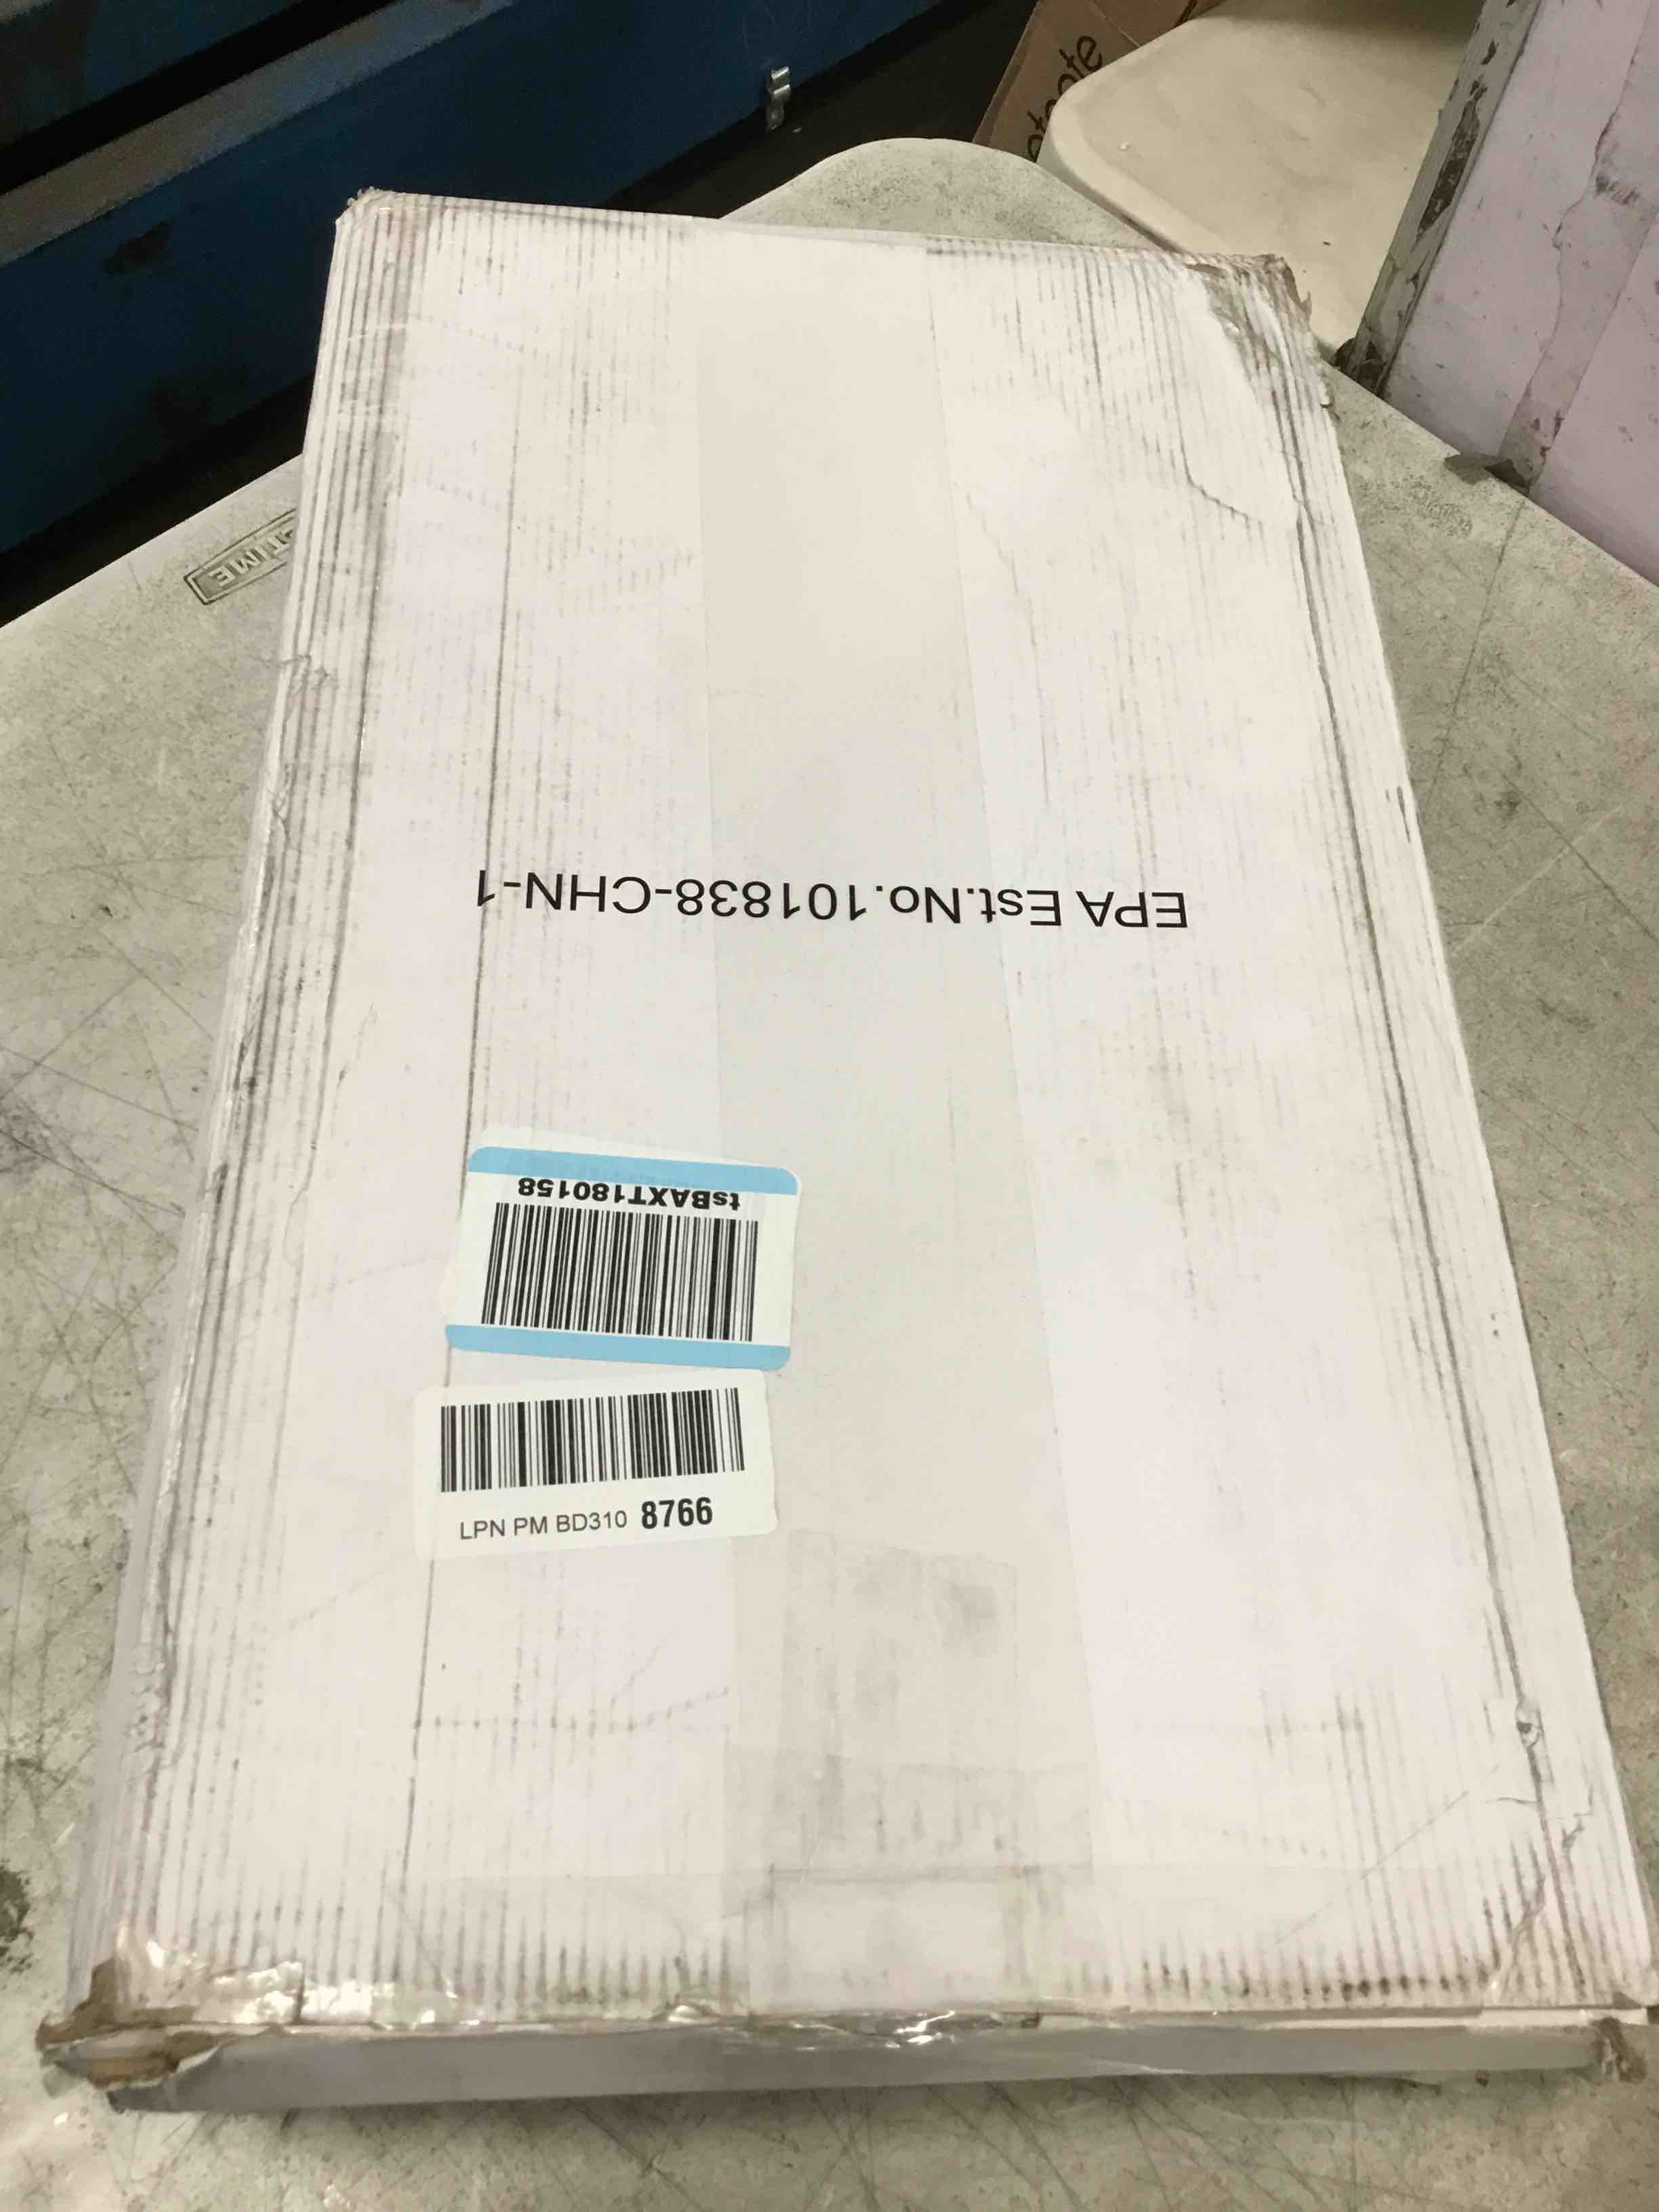 EPA Est.No.101838-CHN-1
tsBAXT180158
LPN PM BD310 8766